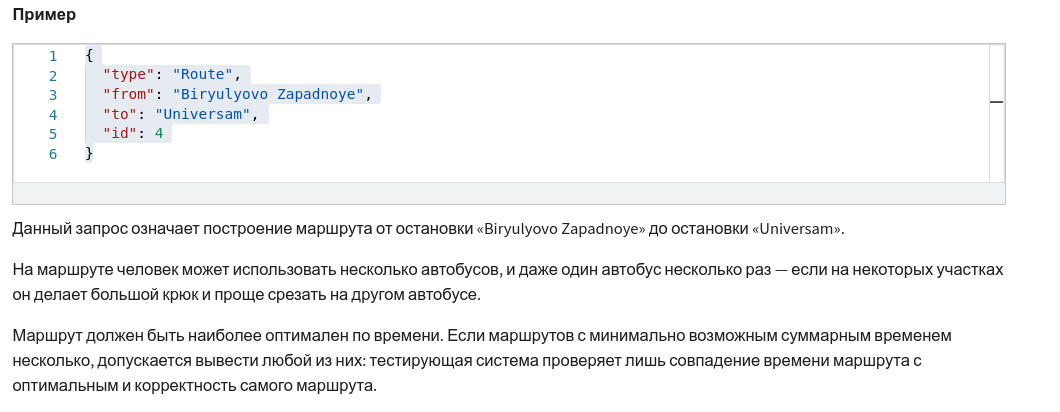 Пример
1 {
2   "type": "Route",
3   "from": "Biryulyovo Zapadnoye",
4   "to": "Universam",
5   "id": 4
6 }
Данный запрос означает построение маршрута от остановки «Biryulyovo Zapadnoye» до остановки «Universam».
На маршруте человек может использовать несколько автобусов, и даже один автобус несколько раз — если на некоторых участках
он делает большой крюк и проще срезать на другом автобусе.
Маршрут должен быть наиболее оптимален по времени. Если маршрутов с минимально возможным суммарным временем
несколько, допускается вывести любой из них: тестирующая система проверяет лишь совпадение времени маршрута с
оптимальным и корректность самого маршрута.